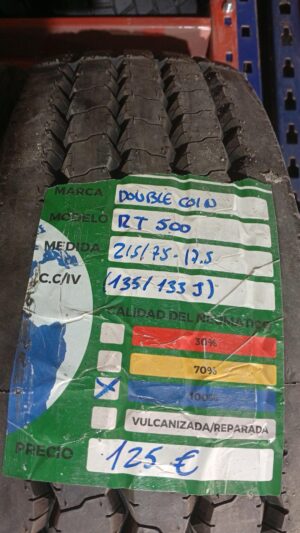 MARCA DOUBLE COIN
MODELO RT 500
MEDIDA 215/75-17.5
C.C/IV (135/133 J)
CALIDAD DEL NEUMATICO
30%
70%
100%
VULCANIZADA/REPARADA
PRECIO 125 €